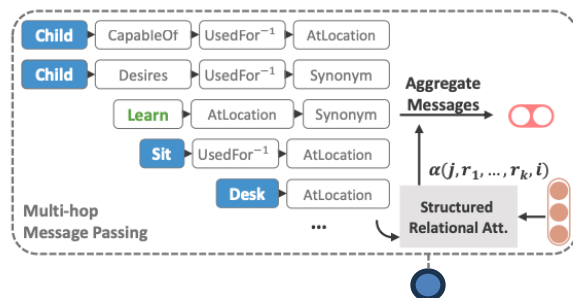 Child CapableOf UsedFor⁻¹ AtLocation
Child Desires UsedFor⁻¹ Synonym
Learn AtLocation Synonym
Sit UsedFor⁻¹ AtLocation
Desk AtLocation
...
Aggregate
Messages
α(j, r₁, ..., rₖ, i)
Structured
Relational Att.
Multi-hop
Message Passing